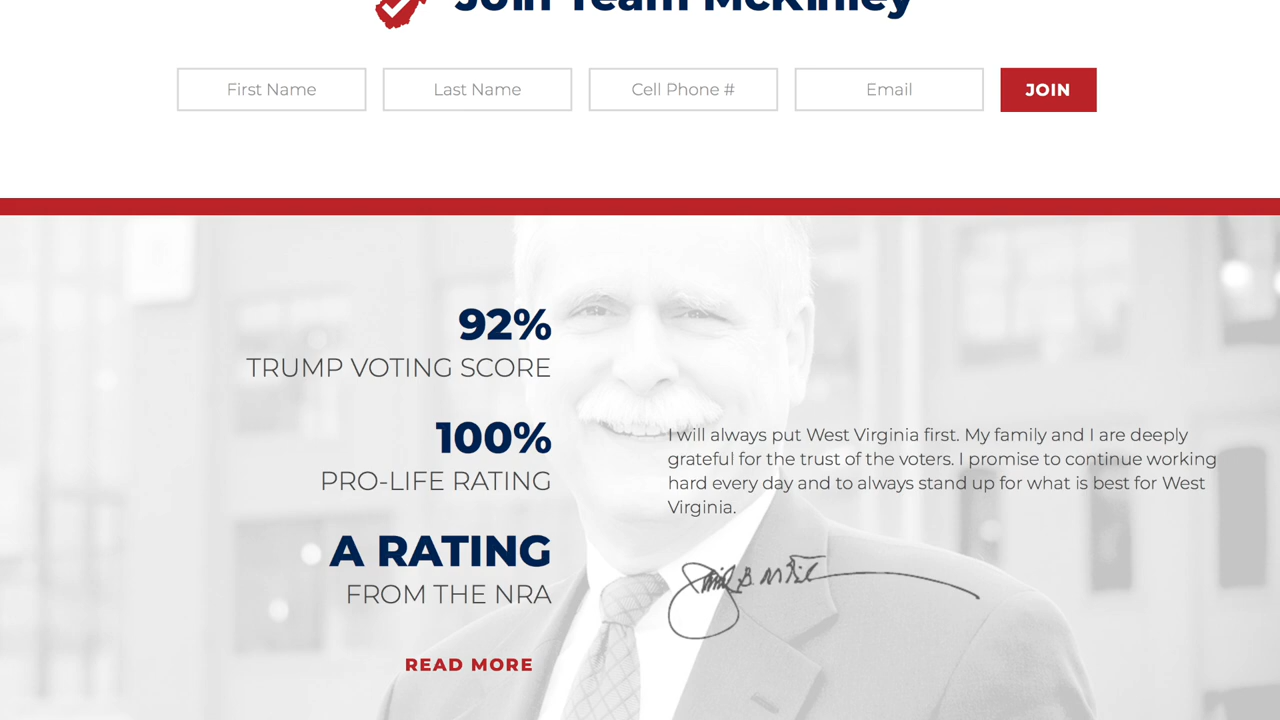 Join Team McKinley
First Name
Last Name
Cell Phone #
Email
JOIN
92%
TRUMP VOTING SCORE
100%
PRO-LIFE RATING
A RATING
FROM THE NRA
READ MORE
I will always put West Virginia first. My family and I are deeply
grateful for the trust of the voters. I promise to continue working
hard every day and to always stand up for what is best for West
Virginia.